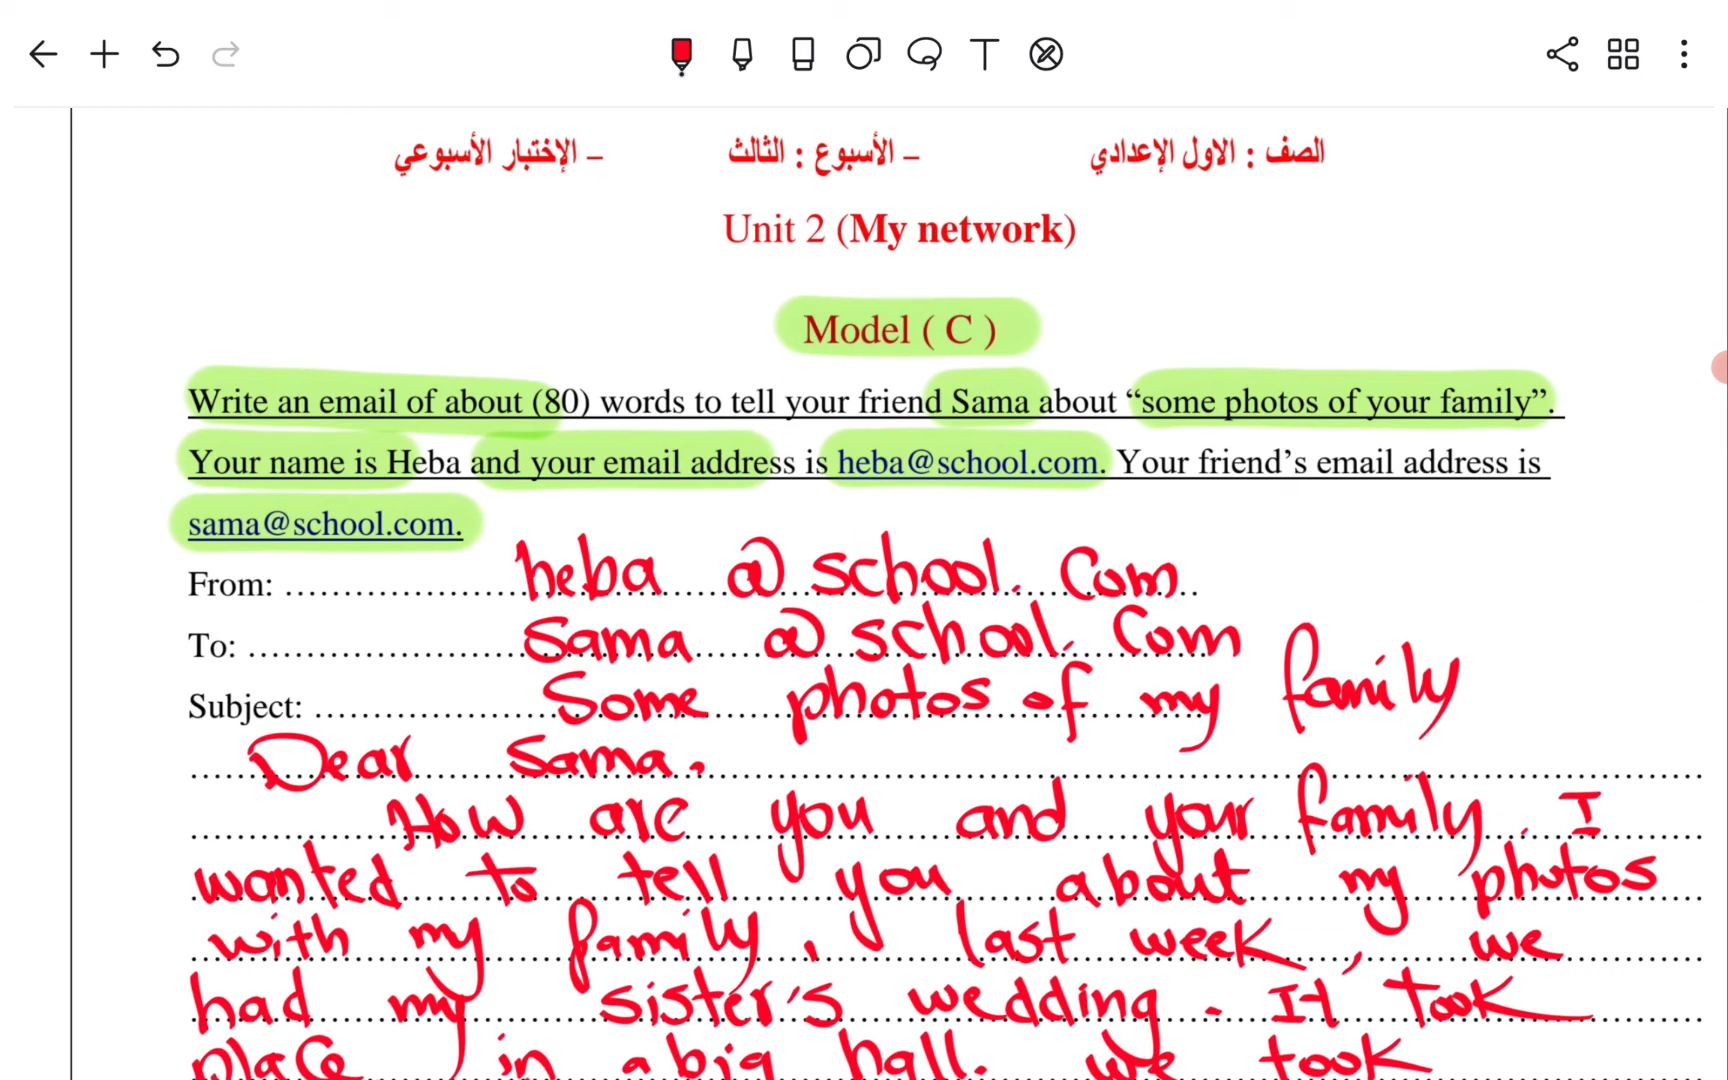 الصف : الاول الإعدادي – الأسبوع : الثالث – الإختبار الأسبوعي
Unit 2 (My network)
Model ( C )
Write an email of about (80) words to tell your friend Sama about “some photos of your family”.
Your name is Heba and your email address is heba@school.com. Your friend’s email address is
sama@school.com.
From: heba @ school. Com
To: Sama @ school. Com
Subject: Some photos of my family
Dear Sama,
How are you and your family. I
wanted to tell you about my photos
with my family, last week, we
had my sister's wedding. It took
place in a big hall. we took